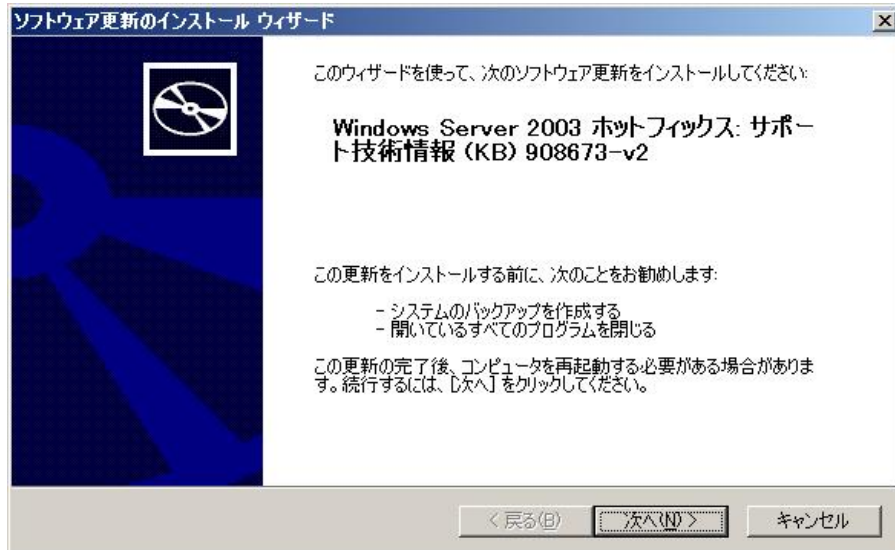 ソフトウェア更新のインストール ウィザード
このウィザードを使って、次のソフトウェア更新をインストールしてください:
Windows Server 2003 ホットフィックス: サポー
ト技術情報 (KB) 908673-v2
この更新をインストールする前に、次のことをお勧めします:
- システムのバックアップを作成する
- 開いているすべてのプログラムを閉じる
この更新の完了後、コンピュータを再起動する必要がある場合がありま
す。続行するには、[次へ] をクリックしてください。
< 戻る(B) 次へ(N) > キャンセル